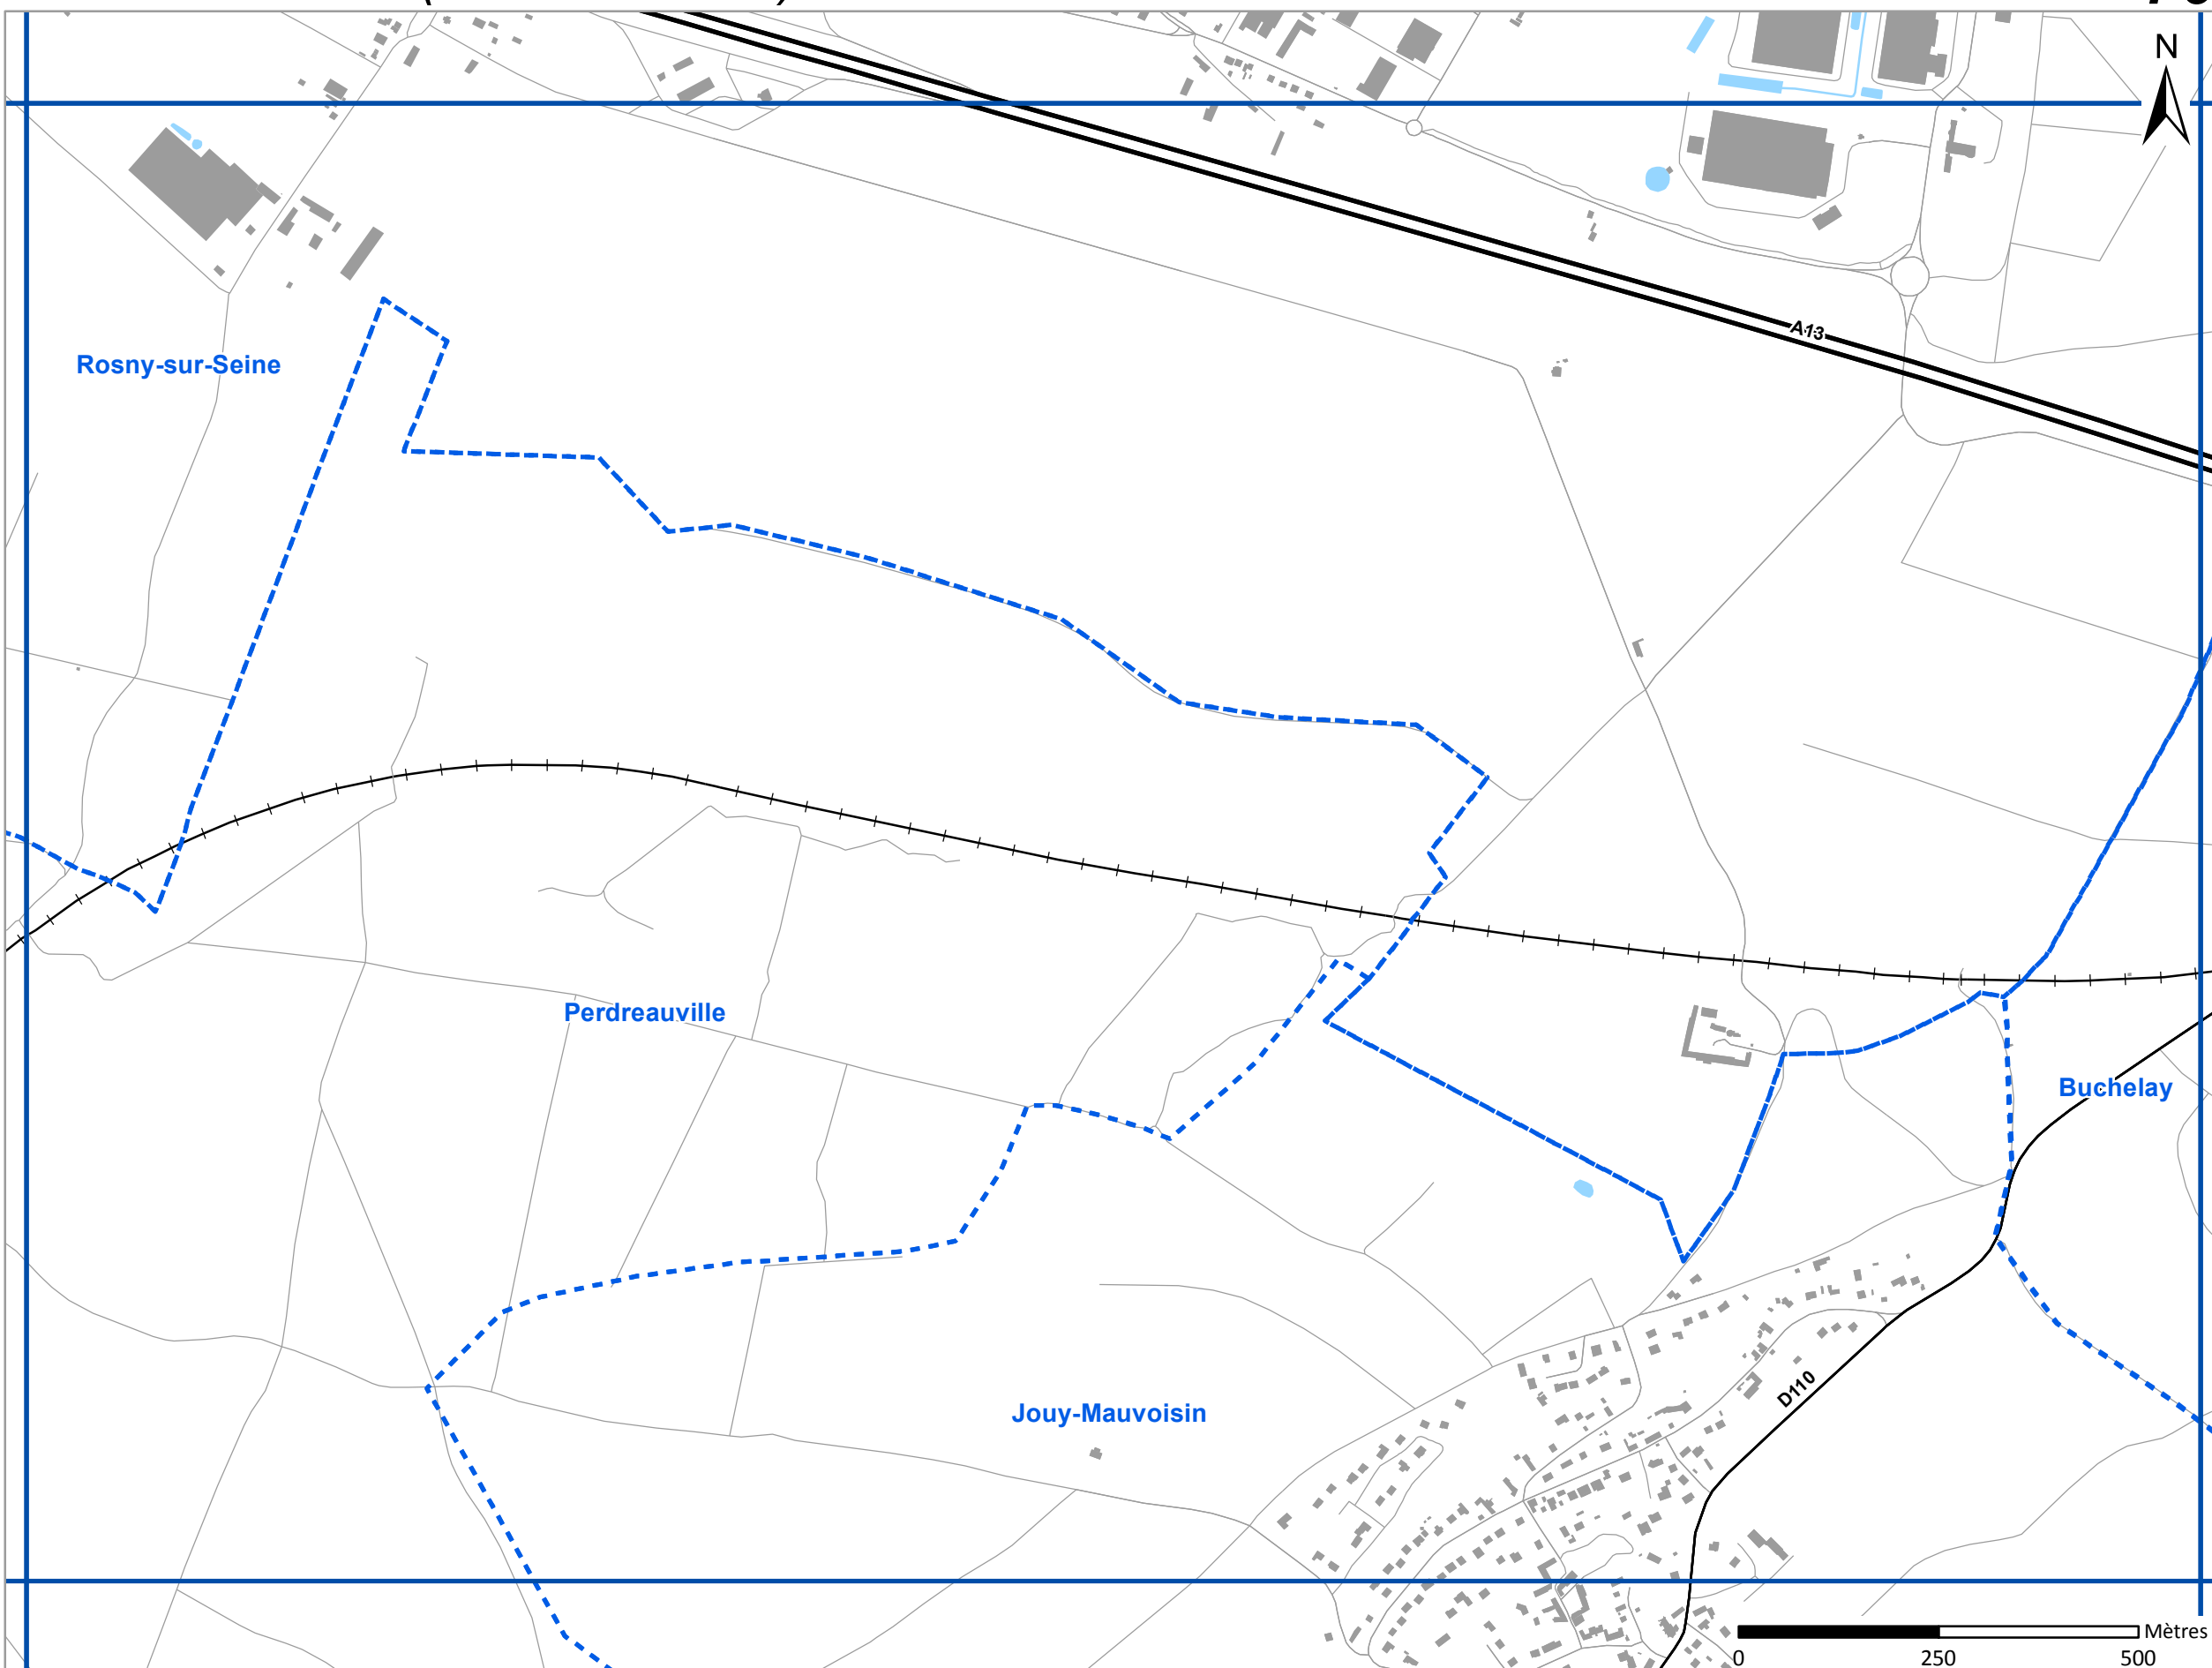 N
A13
Rosny-sur-Seine
Perdreauville
Buchelay
D110
Jouy-Mauvoisin
Mètres
0 250 500